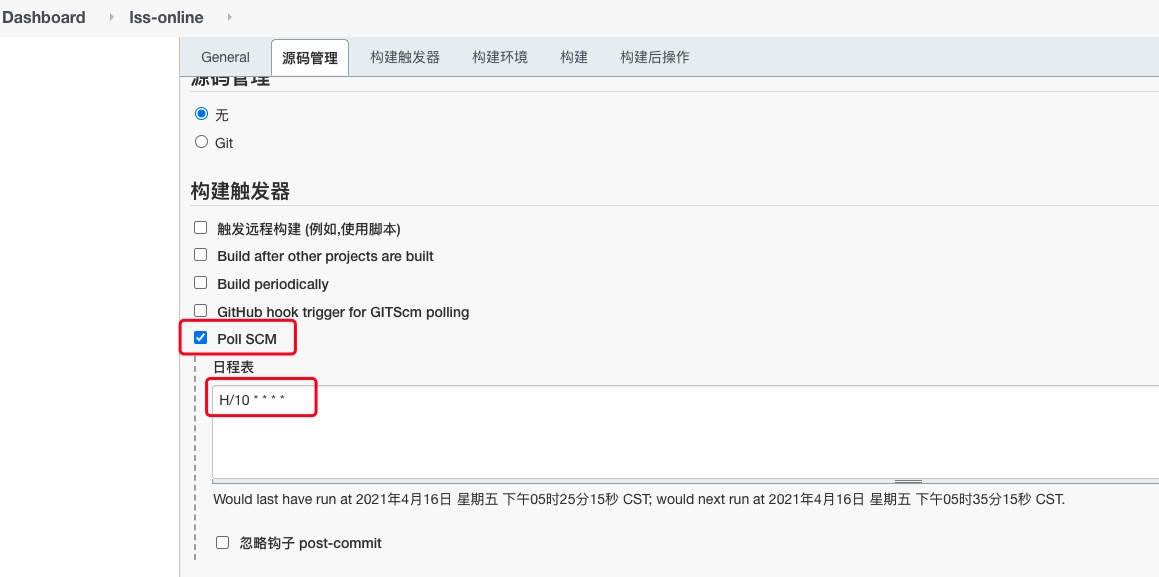 Dashboard lss-online
General 源码管理 构建触发器 构建环境 构建 构建后操作
源码管理
无
Git
构建触发器
触发远程构建 (例如,使用脚本)
Build after other projects are built
Build periodically
GitHub hook trigger for GITScm polling
Poll SCM
日程表
H/10 * * * *
Would last have run at 2021年4月16日 星期五 下午05时25分15秒 CST; would next run at 2021年4月16日 星期五 下午05时35分15秒 CST.
忽略钩子 post-commit